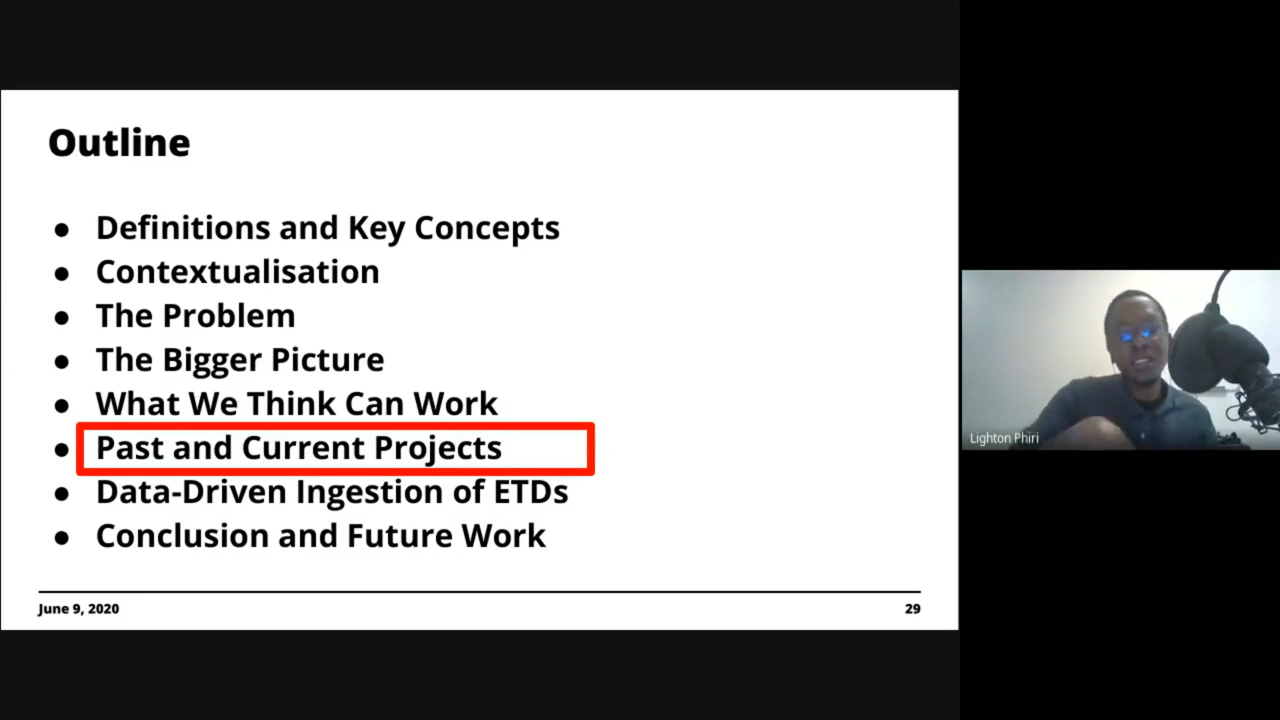 Outline
● Definitions and Key Concepts
● Contextualisation
● The Problem
● The Bigger Picture
● What We Think Can Work
● Past and Current Projects
● Data-Driven Ingestion of ETDs
● Conclusion and Future Work
June 9, 2020
29
Lighton Phiri